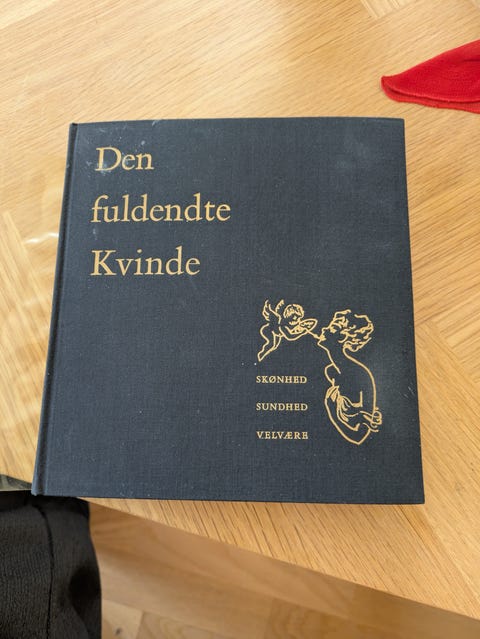 Den
fuldendte
Kvinde
SKØNHED
SUNDHED
VELVÆRE